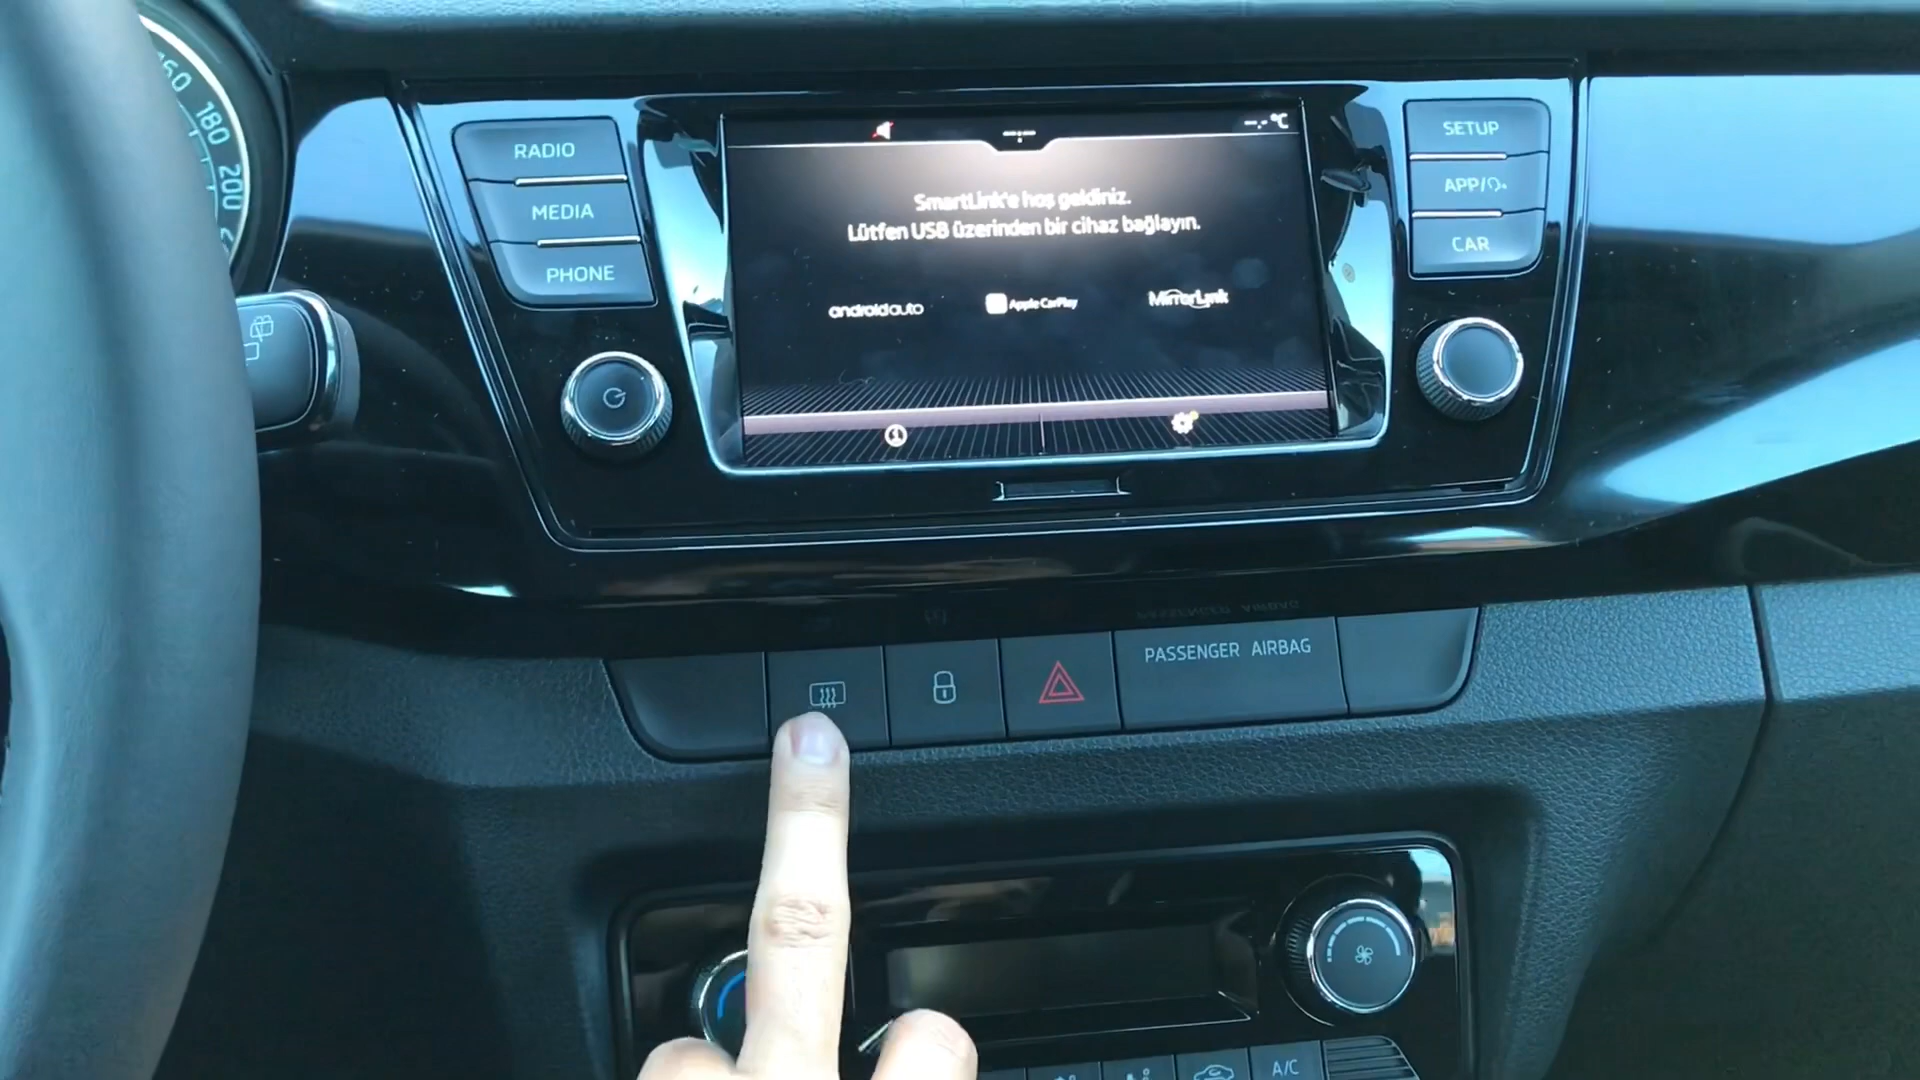 160
180
200
RADIO
MEDIA
PHONE
--.-°C
SmartLink'e hoş geldiniz.
Lütfen USB üzerinden bir cihaz bağlayın.
androidauto
Apple CarPlay
MirrorLink
SETUP
APP/
CAR
PASSENGER AIRBAG
A/C